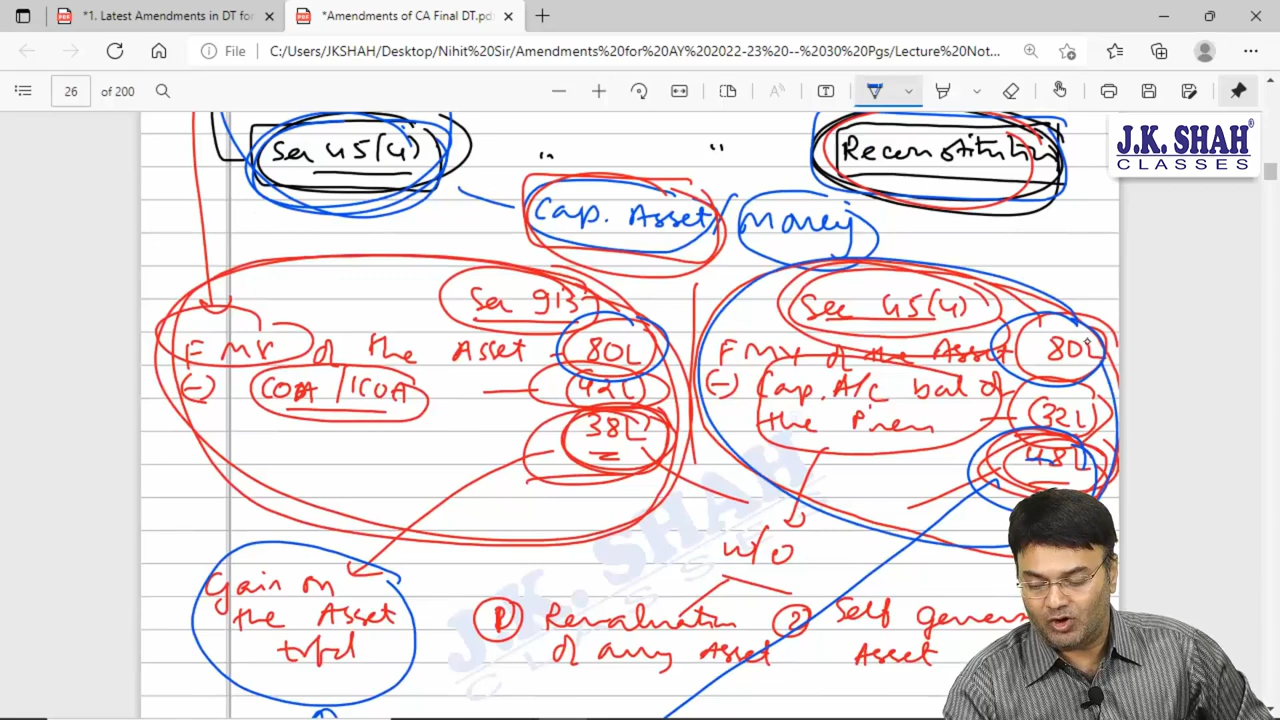 *1. Latest Amendments in DT for
*Amendments of CA Final DT.pdf
File
C:/Users/JKSHAH/Desktop/Nihit%20Sir/Amendments%20for%20AY%202022-23%20--%2030%20Pgs/Lecture%20Not...
26 of 200
J.K. SHAH®
CLASSES
Sec 45(4) " " Reconstitution
Cap. Asset / Money
Sec 9B
FMV of the Asset 80L
(-) COA / ICOA — 42L
38L
Sec 45(4)
FMV of the Asset 80L
(-) Cap. A/C bal of
the P'ner — (32L)
48L
w/o
Gain on
the Asset
trfd
① Revaluation
of any Asset
② Self gener
Asset
J.K. SHAH
CLASSES